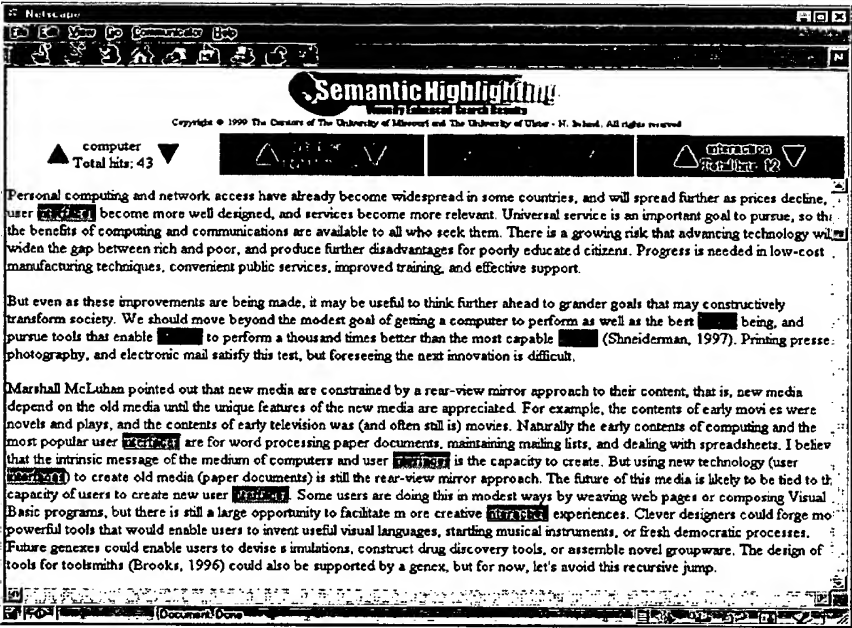 Netscape
File Edit View Go Communicator Help
Semantic Highlighting
Visually Enhanced Search Results
Copyright © 1999 The Curators of The University of Missouri and The University of Ulster - N. Ireland, All rights reserved
computer
Total hits: 43
interaction
Total hits: 12
Personal computing and network access have already become widespread in some countries, and will spread further as prices decline,
user become more well designed, and services become more relevant. Universal service is an important goal to pursue, so tha
the benefits of computing and communications are available to all who seek them. There is a growing risk that advancing technology will
widen the gap between rich and poor, and produce further disadvantages for poorly educated citizens. Progress is needed in low-cost
manufacturing techniques, convenient public services, improved training, and effective support.
But even as these improvements are being made, it may be useful to think further ahead to grander goals that may constructively
transform society. We should move beyond the modest goal of getting a computer to perform as well as the best being, and
pursue tools that enable to perform a thousand times better than the most capable (Shneiderman, 1997). Printing presse
photography, and electronic mail satisfy this test, but foreseeing the next innovation is difficult.
Marshall McLuhan pointed out that new media are constrained by a rear-view mirror approach to their content, that is, new media
depend on the old media until the unique features of the new media are appreciated. For example, the contents of early movi es were
novels and plays, and the contents of early television was (and often still is) movies. Naturally the early contents of computing and the
most popular user are for word processing paper documents, maintaining mailing lists, and dealing with spreadsheets. I believ
that the intrinsic message of the medium of computers and user is the capacity to create. But using new technology (user
) to create old media (paper documents) is still the rear-view mirror approach. The future of this media is likely to be tied to th
capacity of users to create new user . Some users are doing this in modest ways by weaving web pages or composing Visual
Basic programs, but there is still a large opportunity to facilitate m ore creative experiences. Clever designers could forge mo
powerful tools that would enable users to invent useful visual languages, startling musical instruments, or fresh democratic processes.
Future genexes could enable users to devise s imulations, construct drug discovery tools, or assemble novel groupware. The design of
tools for toolsmiths (Brooks, 1996) could also be supported by a genex, but for now, let's avoid this recursive jump.
Document: Done